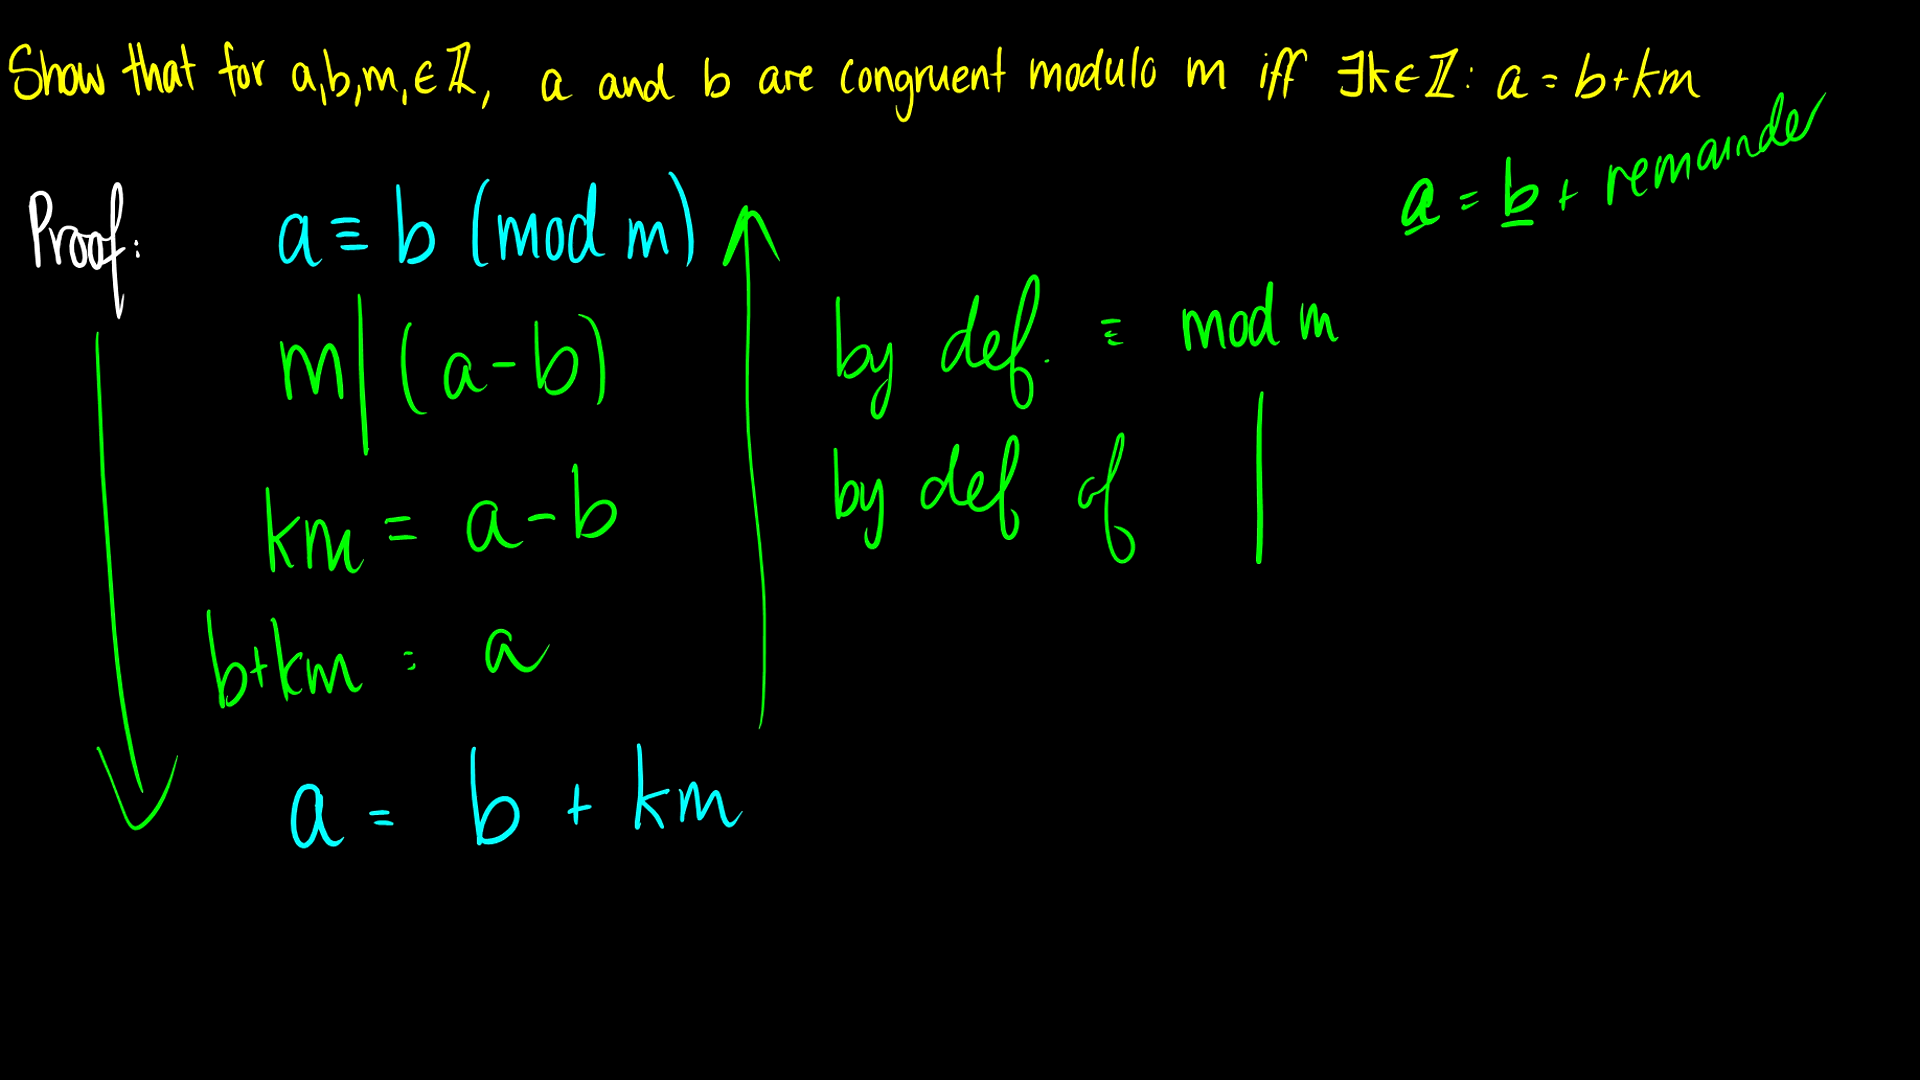 Show that for a,b,m,∈ℤ, a and b are congruent modulo m iff ∃k∈ℤ: a = b+km
a = b + remainder
Proof: a ≡ b (mod m)
m | (a-b) by def. ≡ mod m
km = a-b by def of |
b+km = a
a = b + km